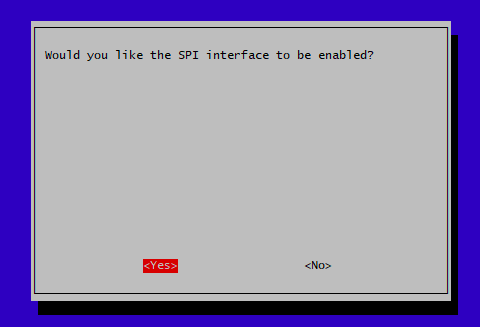 Would you like the SPI interface to be enabled?
<Yes> <No>